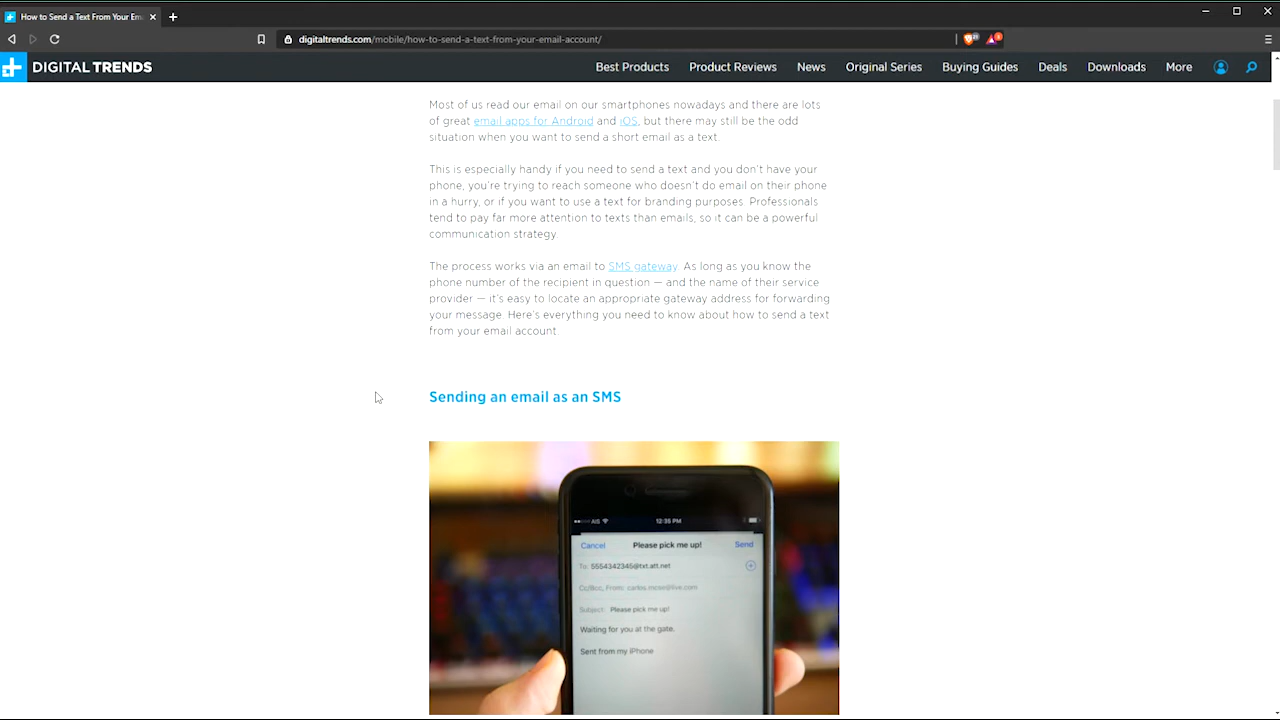 How to Send a Text From Your Em
digitaltrends.com/mobile/how-to-send-a-text-from-your-email-account/
DIGITAL TRENDS
Best Products
Product Reviews
News
Original Series
Buying Guides
Deals
Downloads
More
Most of us read our email on our smartphones nowadays and there are lots
of great email apps for Android and iOS, but there may still be the odd
situation when you want to send a short email as a text.
This is especially handy if you need to send a text and you don't have your
phone, you're trying to reach someone who doesn't do email on their phone
in a hurry, or if you want to use a text for branding purposes. Professionals
tend to pay far more attention to texts than emails, so it can be a powerful
communication strategy.
The process works via an email to SMS gateway. As long as you know the
phone number of the recipient in question — and the name of their service
provider — it's easy to locate an appropriate gateway address for forwarding
your message. Here's everything you need to know about how to send a text
from your email account.
Sending an email as an SMS
AIS
12:35 PM
Cancel
Please pick me up!
Send
To: 5554342345@txt.att.net
Cc/Bcc, From:
Subject: Please pick me up!
Waiting for you at the gate.
Sent from my iPhone